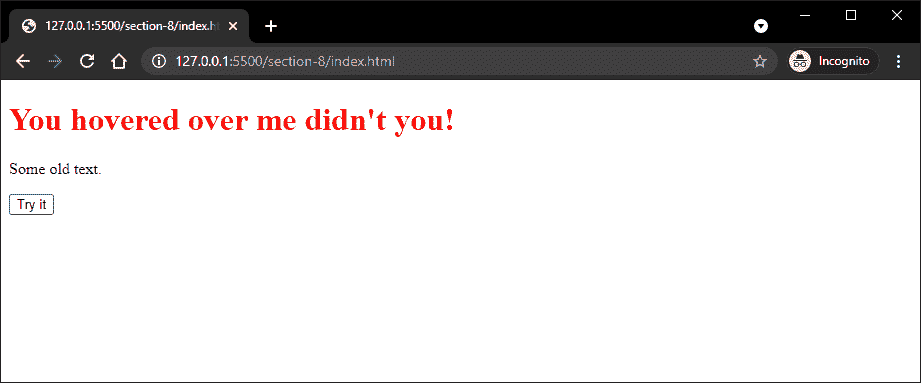 127.0.0.1:5500/section-8/index.ht
127.0.0.1:5500/section-8/index.html
Incognito
You hovered over me didn't you!
Some old text.
Try it